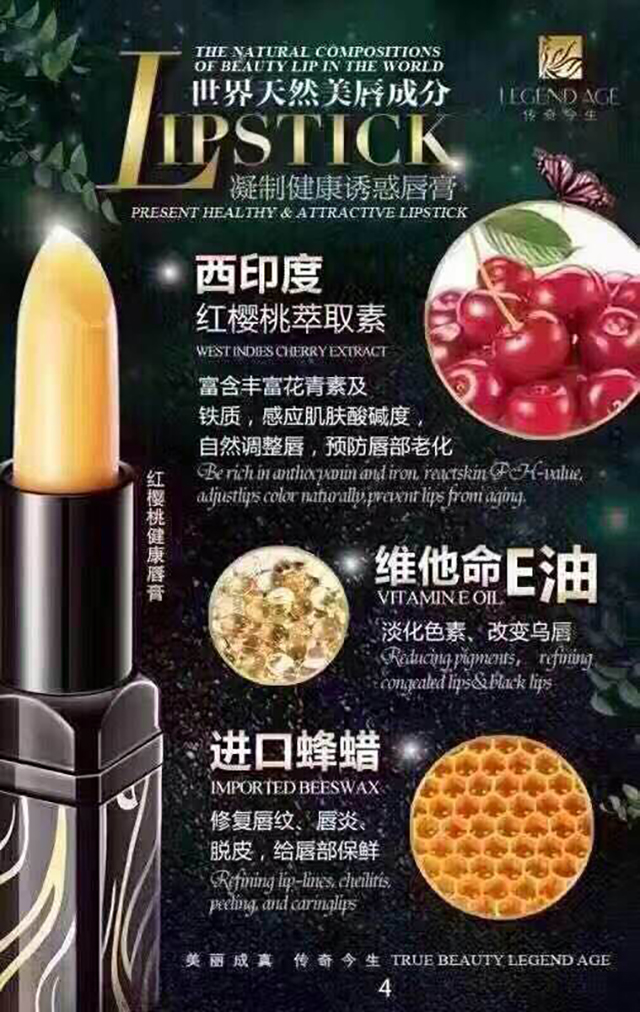 THE NATURAL COMPOSITIONS
OF BEAUTY LIP IN THE WORLD
世界天然美唇成分
LIPSTICK
凝制健康诱惑唇膏
PRESENT HEALTHY & ATTRACTIVE LIPSTICK
LEGEND AGE
传奇今生
西印度
红樱桃萃取素
WEST INDIES CHERRY EXTRACT
富含丰富花青素及
铁质，感应肌肤酸碱度，
自然调整唇，预防唇部老化
Be rich in anthocyanin and iron, reactskin PCH-value,
adjustlips color naturally,prevent lips from aging.
红樱桃健康唇膏
维他命E油
VITAMIN.E OIL
淡化色素、改变乌唇
Reducing pigments, refining
congealed lips&black lips
进口蜂蜡
IMPORTED BEESWAX
修复唇纹、唇炎、
脱皮，给唇部保鲜
Refining lip-lines, cheilitis,
peeling, and caringlips
美丽成真 传奇今生 TRUE BEAUTY LEGEND AGE
4